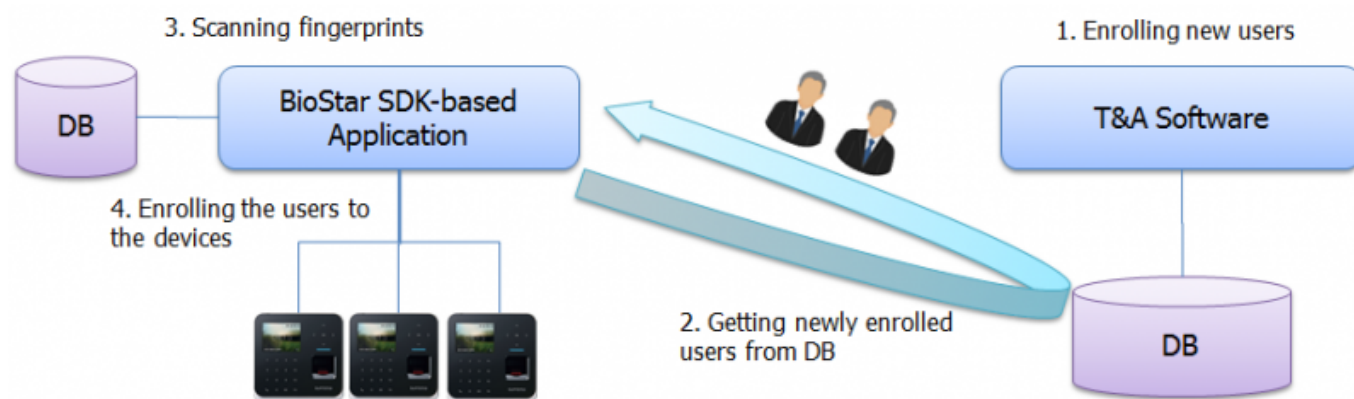 3. Scanning fingerprints
1. Enrolling new users
DB
BioStar SDK-based
Application
T&A Software
4. Enrolling the users to
the devices
2. Getting newly enrolled
users from DB
DB